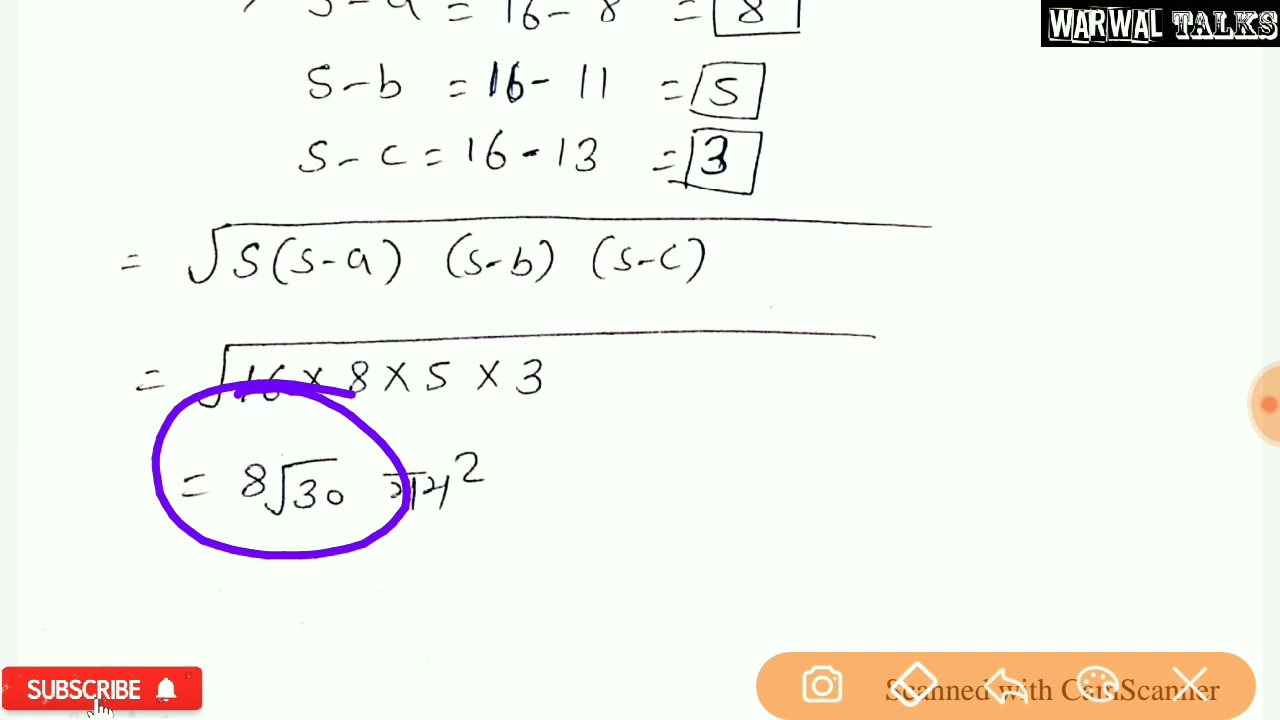 S-a = 16- 8 = 8
WARWAL TALKS
S-b = 16- 11 = 5
S-c = 16-13 = 3
= √S(S-a) (S-b) (S-c)
= √16 × 8 × 5 × 3
= 8√30 सेमी²
SUBSCRIBE
Scanned with CamScanner